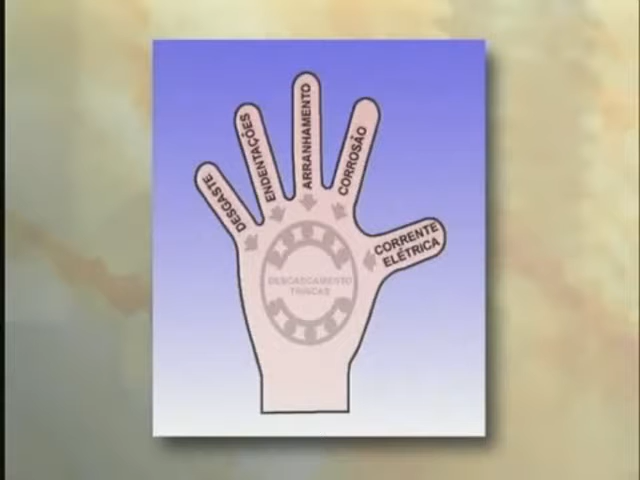 DESGASTE
ENDENTAÇÕES
ARRANHAMENTO
CORROSÃO
CORRENTE
ELÉTRICA
DESCASCAMENTO
TRINCAS